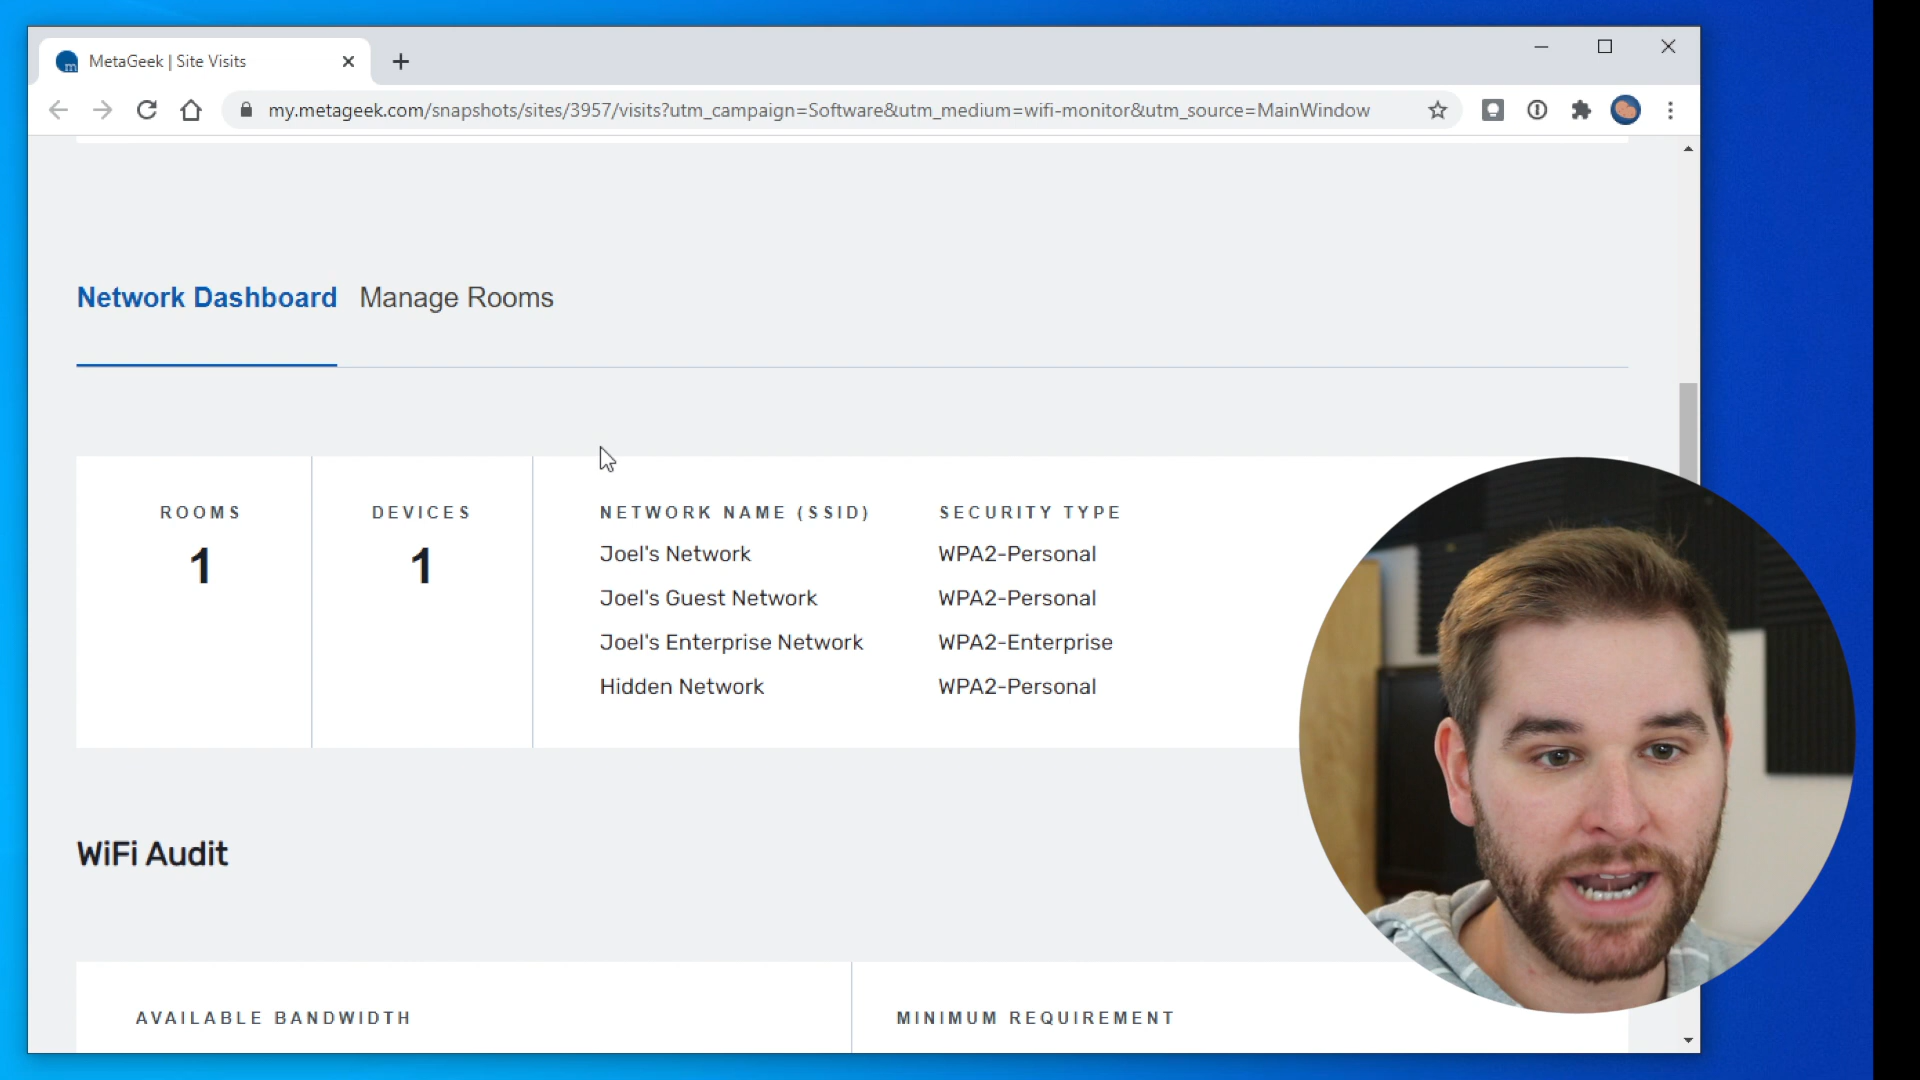 MetaGeek | Site Visits
my.metageek.com/snapshots/sites/3957/visits?utm_campaign=Software&utm_medium=wifi-monitor&utm_source=MainWindow
Network Dashboard Manage Rooms
ROOMS
1
DEVICES
1
NETWORK NAME (SSID) SECURITY TYPE
Joel's Network WPA2-Personal
Joel's Guest Network WPA2-Personal
Joel's Enterprise Network WPA2-Enterprise
Hidden Network WPA2-Personal
WiFi Audit
AVAILABLE BANDWIDTH MINIMUM REQUIREMENT